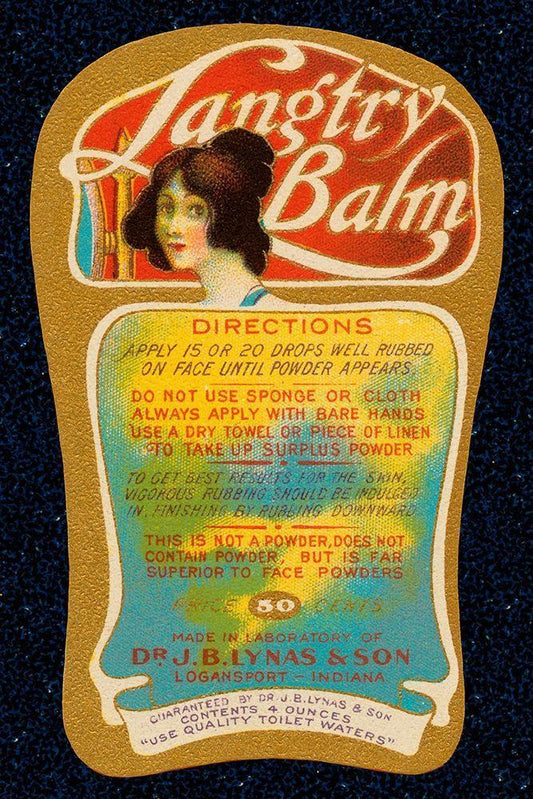 Langtry
Balm
DIRECTIONS
APPLY 15 OR 20 DROPS WELL RUBBED
ON FACE UNTIL POWDER APPEARS
DO NOT USE SPONGE OR CLOTH
ALWAYS APPLY WITH BARE HANDS
USE A DRY TOWEL OR PIECE OF LINEN
TO TAKE UP SURPLUS POWDER
TO GET BEST RESULTS FOR THE SKIN,
VIGOROUS RUBBING SHOULD BE INDULGED
IN, FINISHING BY RUBBING DOWNWARD
THIS IS NOT A POWDER, DOES NOT
CONTAIN POWDER, BUT IS FAR
SUPERIOR TO FACE POWDERS
PRICE 50 CENTS
MADE IN LABORATORY OF
DR. J. B. LYNAS & SON
LOGANSPORT - INDIANA
GUARANTEED BY DR. J. B. LYNAS & SON
CONTENTS 4 OUNCES
"USE QUALITY TOILET WATERS"